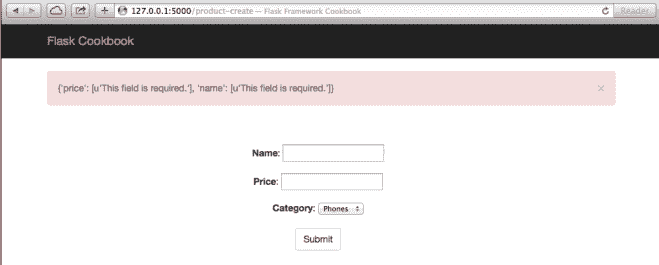 127.0.0.1:5000/product-create — Flask Framework Cookbook
Reader
Flask Cookbook
{'price': [u'This field is required.'], 'name': [u'This field is required.']}
×
Name:
Price:
Category: Phones
Submit